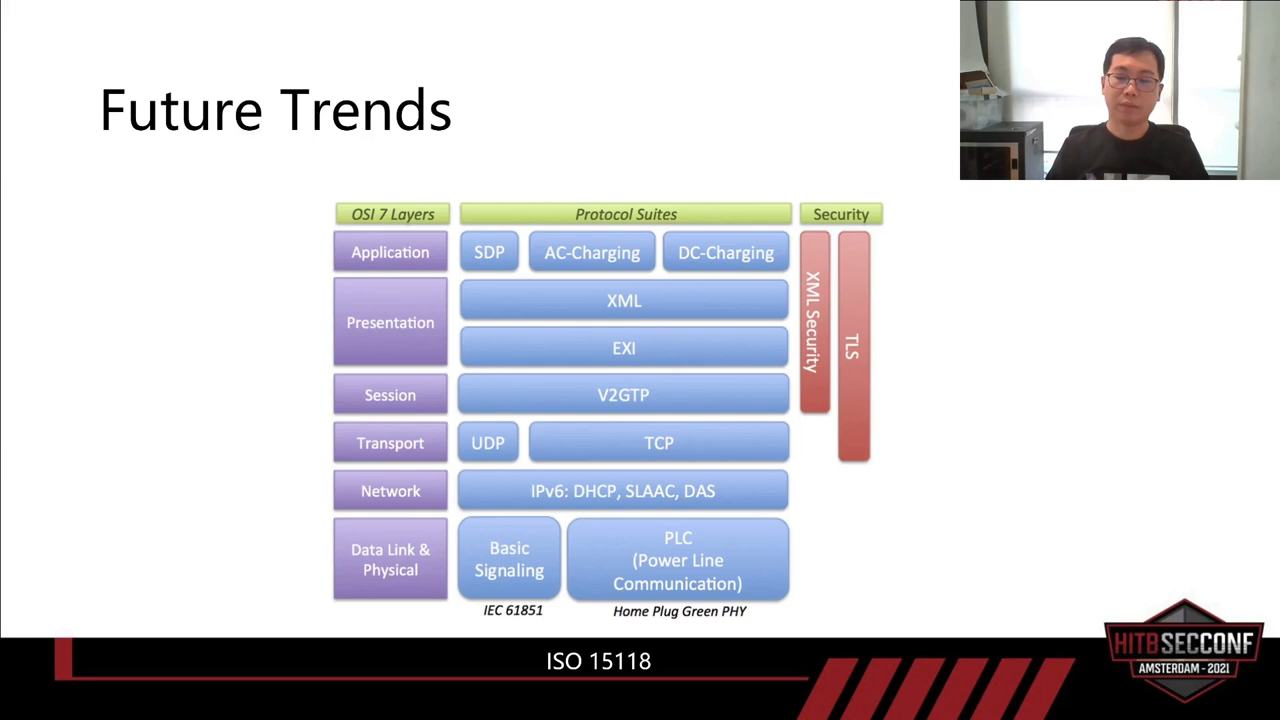 Future Trends
OSI 7 Layers
Protocol Suites
Security
Application
SDP
AC-Charging
DC-Charging
Presentation
XML
EXI
Session
V2GTP
Transport
UDP
TCP
Network
IPv6: DHCP, SLAAC, DAS
Data Link &
Physical
Basic
Signaling
PLC
(Power Line
Communication)
XML Security
TLS
IEC 61851
Home Plug Green PHY
ISO 15118
HITBSECCONF
AMSTERDAM - 2021